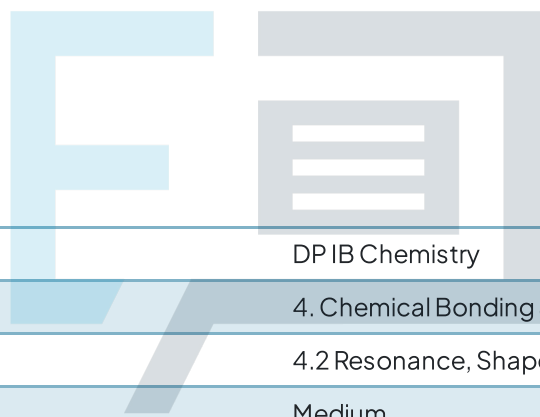 DP IB Chemistry
4. Chemical Bonding
4.2 Resonance, Shap
Medium